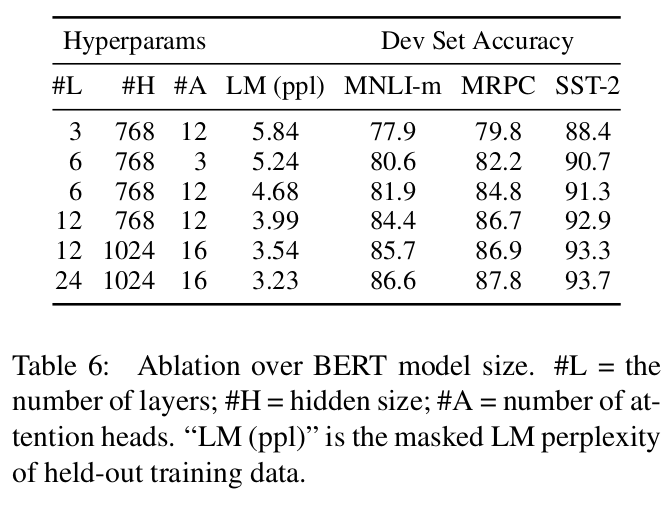 Hyperparams Dev Set Accuracy
#L #H #A LM (ppl) MNLI-m MRPC SST-2
3 768 12 5.84 77.9 79.8 88.4
6 768 3 5.24 80.6 82.2 90.7
6 768 12 4.68 81.9 84.8 91.3
12 768 12 3.99 84.4 86.7 92.9
12 1024 16 3.54 85.7 86.9 93.3
24 1024 16 3.23 86.6 87.8 93.7
Table 6: Ablation over BERT model size. #L = the
number of layers; #H = hidden size; #A = number of at-
tention heads. “LM (ppl)” is the masked LM perplexity
of held-out training data.